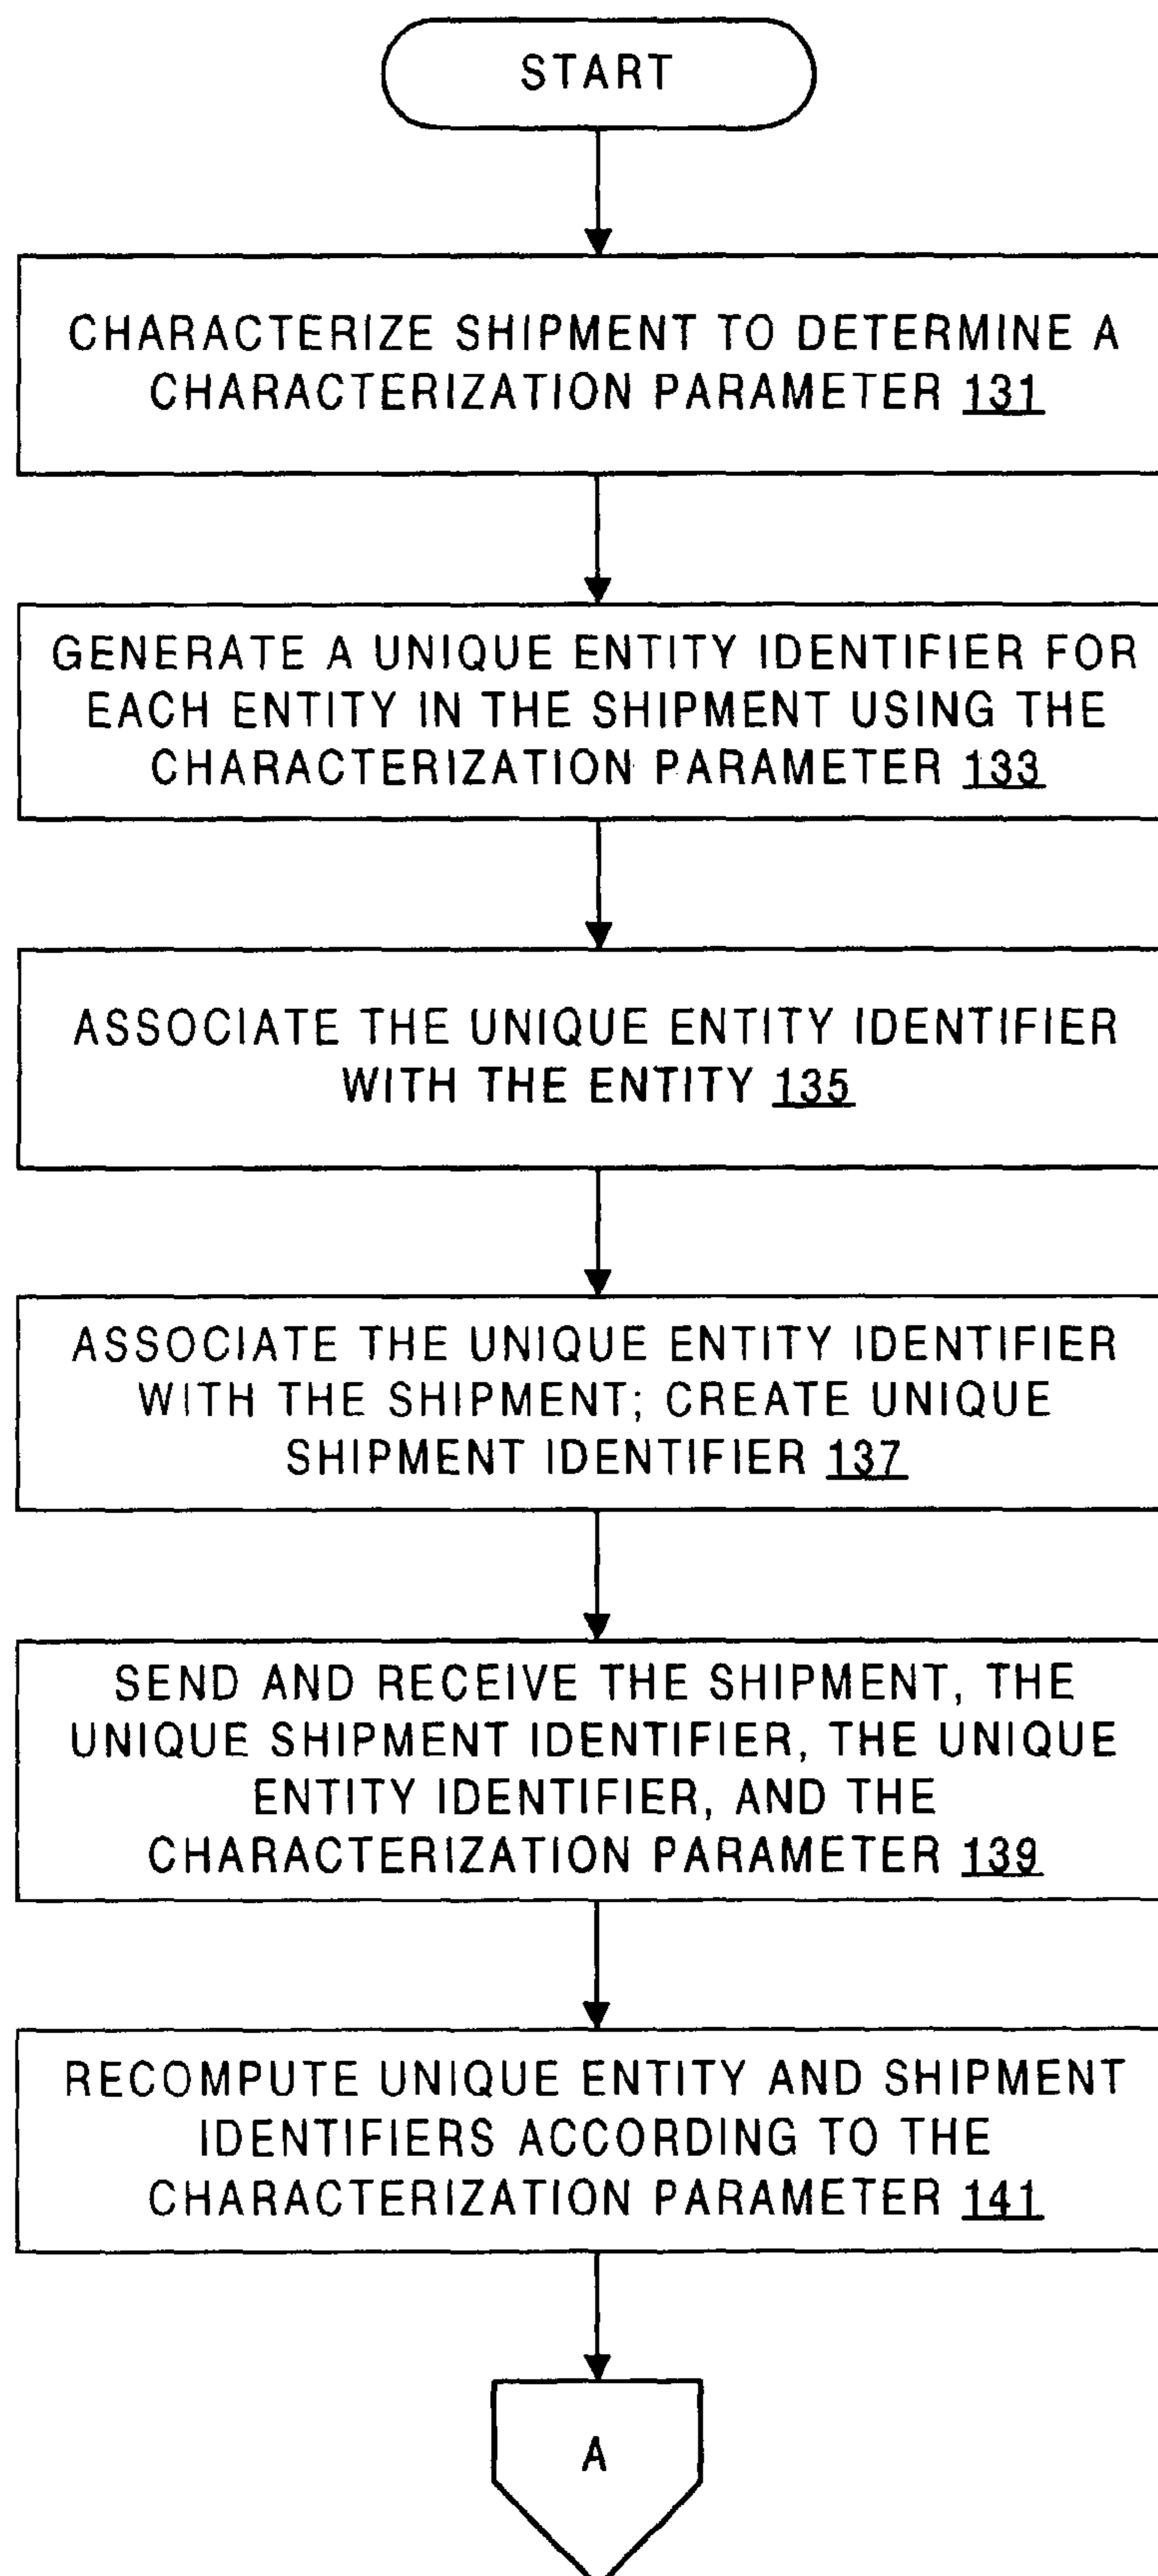 START
CHARACTERIZE SHIPMENT TO DETERMINE A
CHARACTERIZATION PARAMETER 131
GENERATE A UNIQUE ENTITY IDENTIFIER FOR
EACH ENTITY IN THE SHIPMENT USING THE
CHARACTERIZATION PARAMETER 133
ASSOCIATE THE UNIQUE ENTITY IDENTIFIER
WITH THE ENTITY 135
ASSOCIATE THE UNIQUE ENTITY IDENTIFIER
WITH THE SHIPMENT; CREATE UNIQUE
SHIPMENT IDENTIFIER 137
SEND AND RECEIVE THE SHIPMENT, THE
UNIQUE SHIPMENT IDENTIFIER, THE UNIQUE
ENTITY IDENTIFIER, AND THE
CHARACTERIZATION PARAMETER 139
RECOMPUTE UNIQUE ENTITY AND SHIPMENT
IDENTIFIERS ACCORDING TO THE
CHARACTERIZATION PARAMETER 141
A